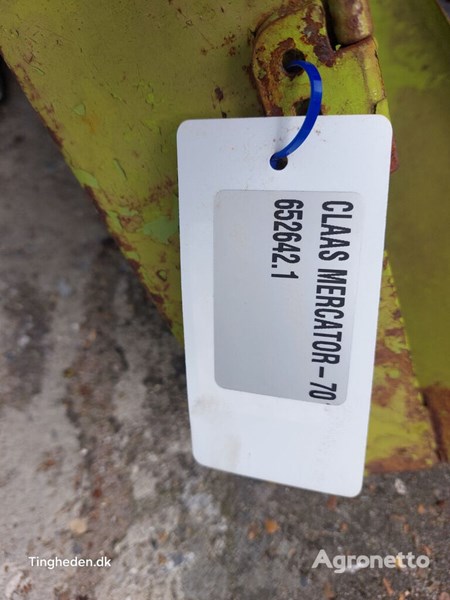 CLAAS MERCATOR-70
652642.1
Tingheden.dk
Agronetto